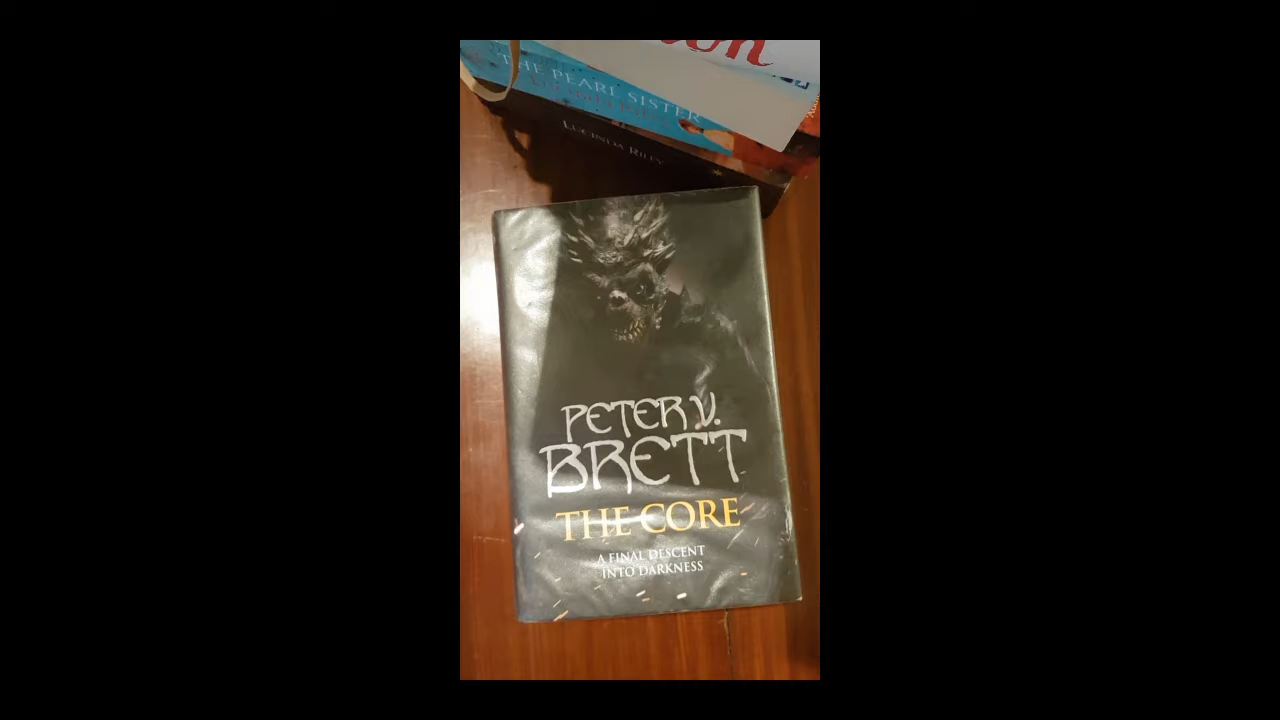 THE PEARL SISTER
LUCINDA RILEY
PETER V.
BRETT
THE CORE
A FINAL DESCENT
INTO DARKNESS